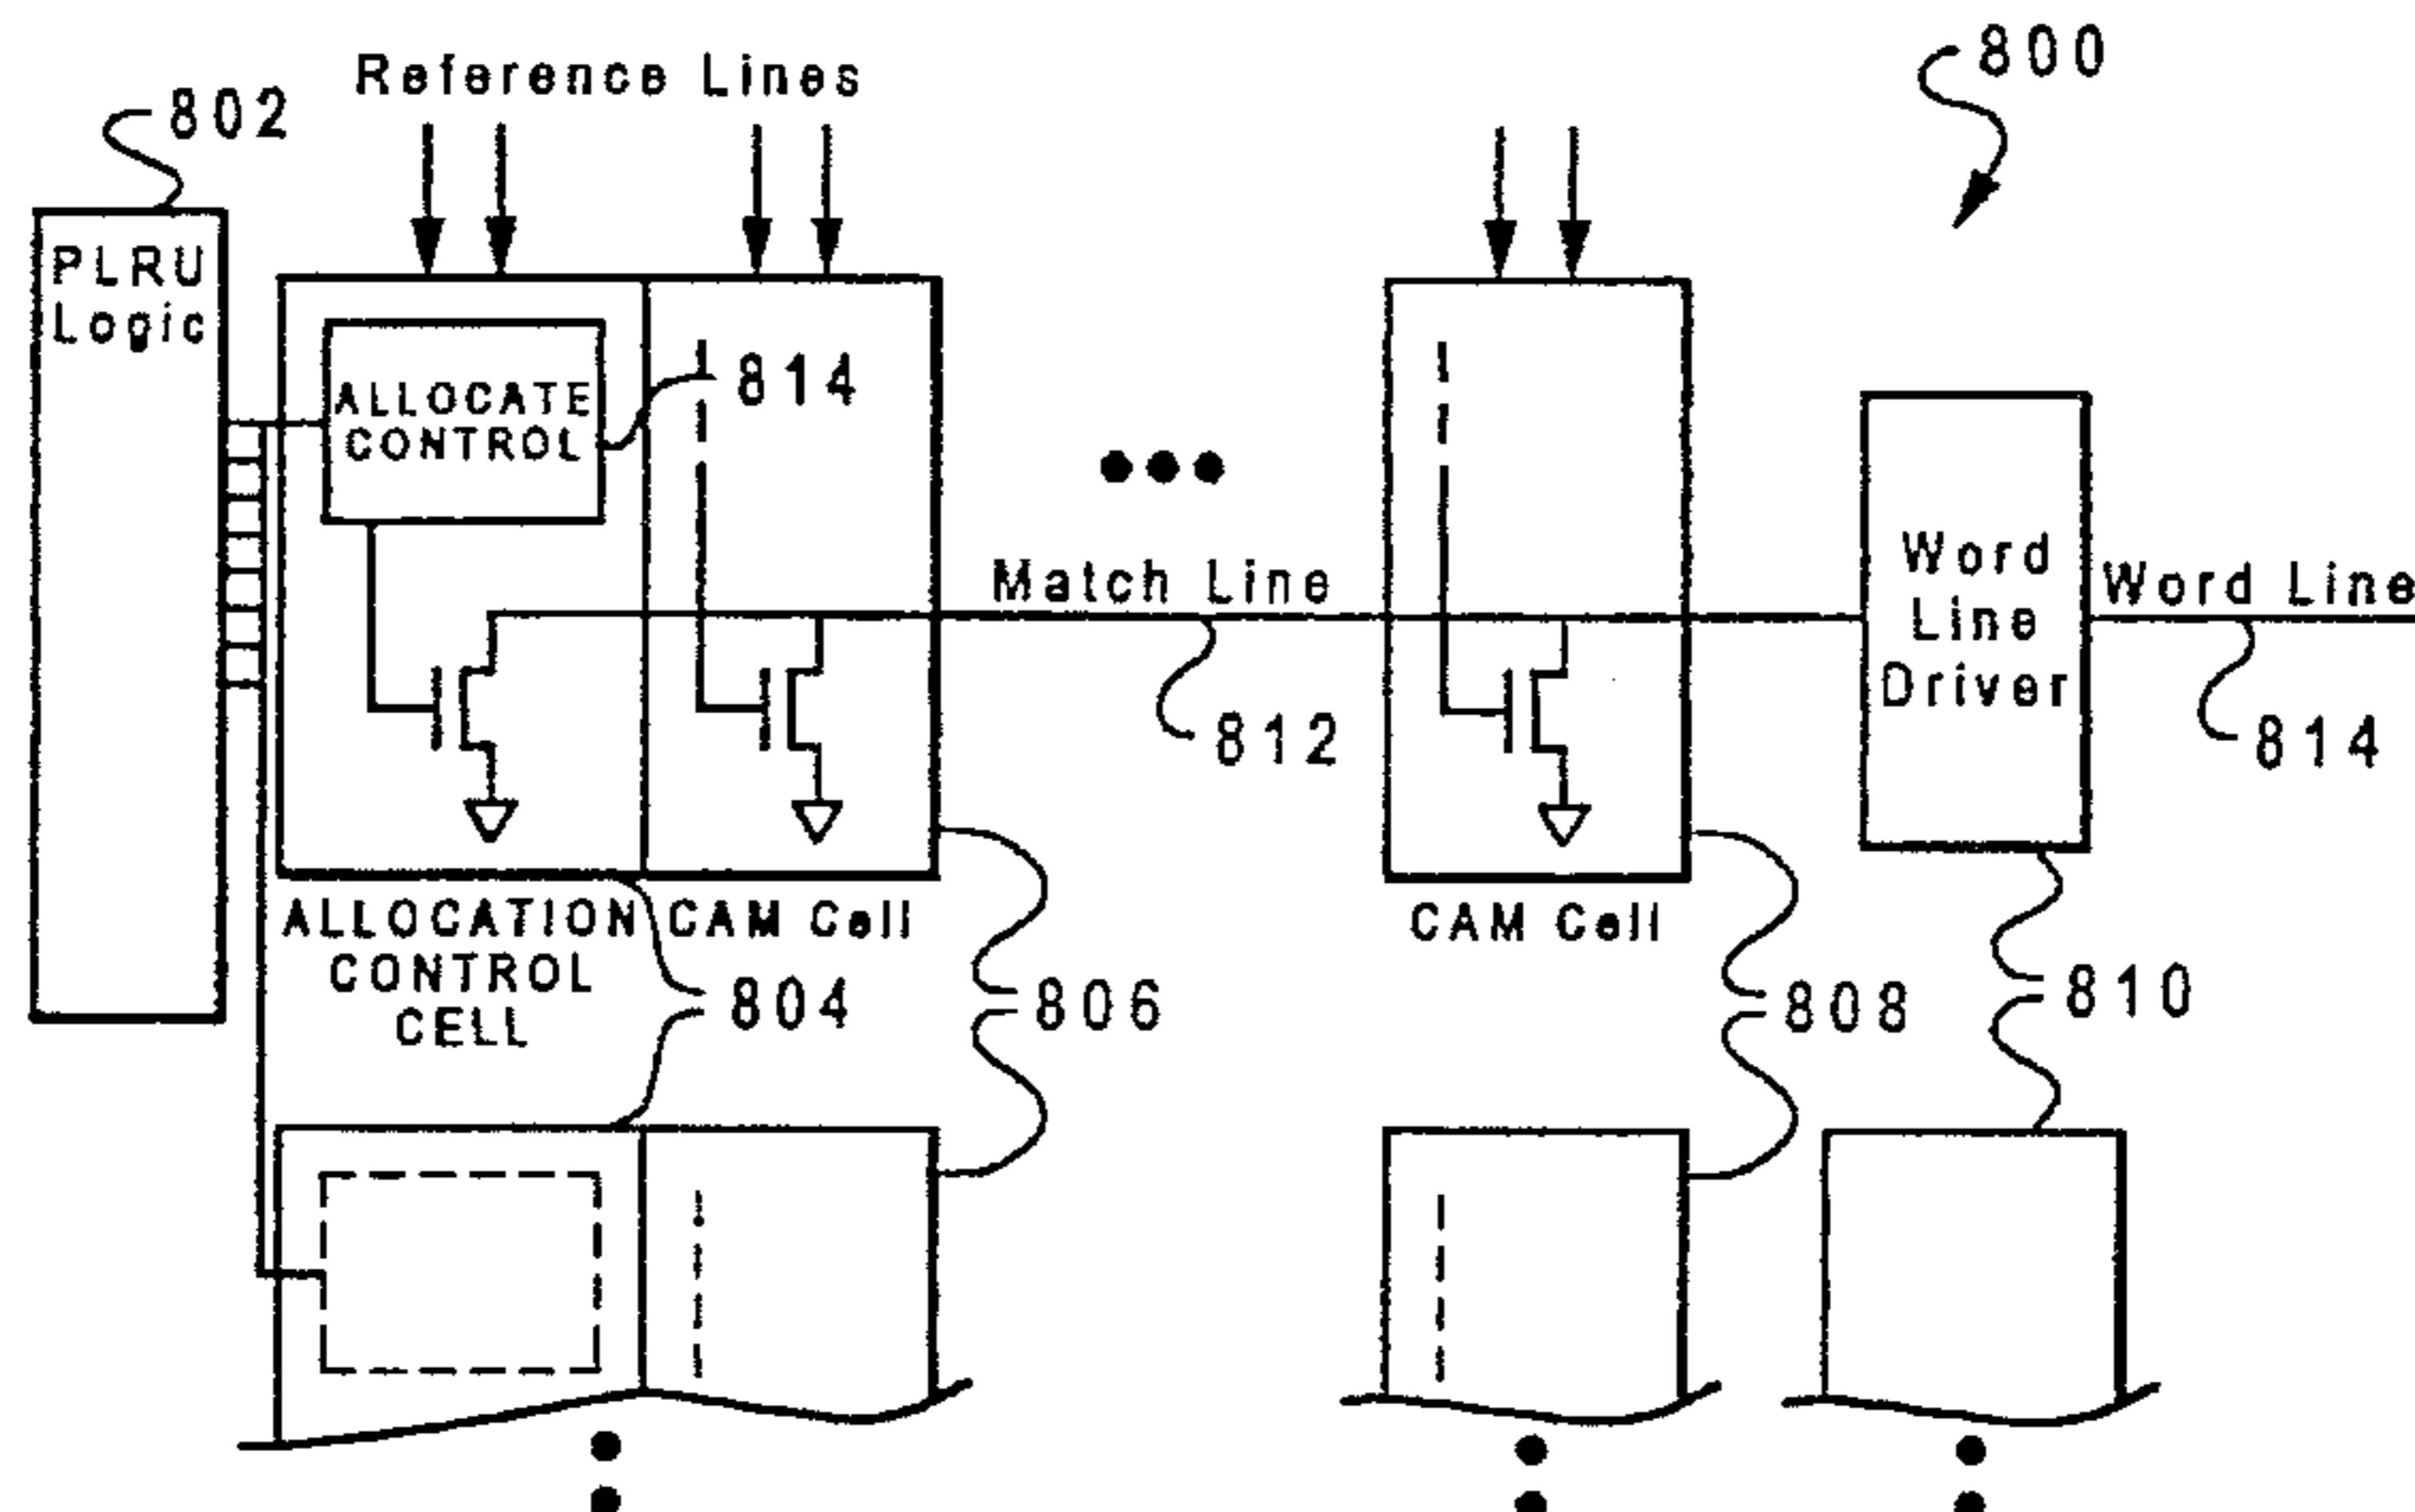 800
Reference Lines
802
PLRU
Logic
ALLOCATE
CONTROL
814
Match Line
812
Word
Line
Driver
Word Line
814
ALLOCATION
CONTROL
CELL
CAM Cell
CAM Cell
804
806
808
810